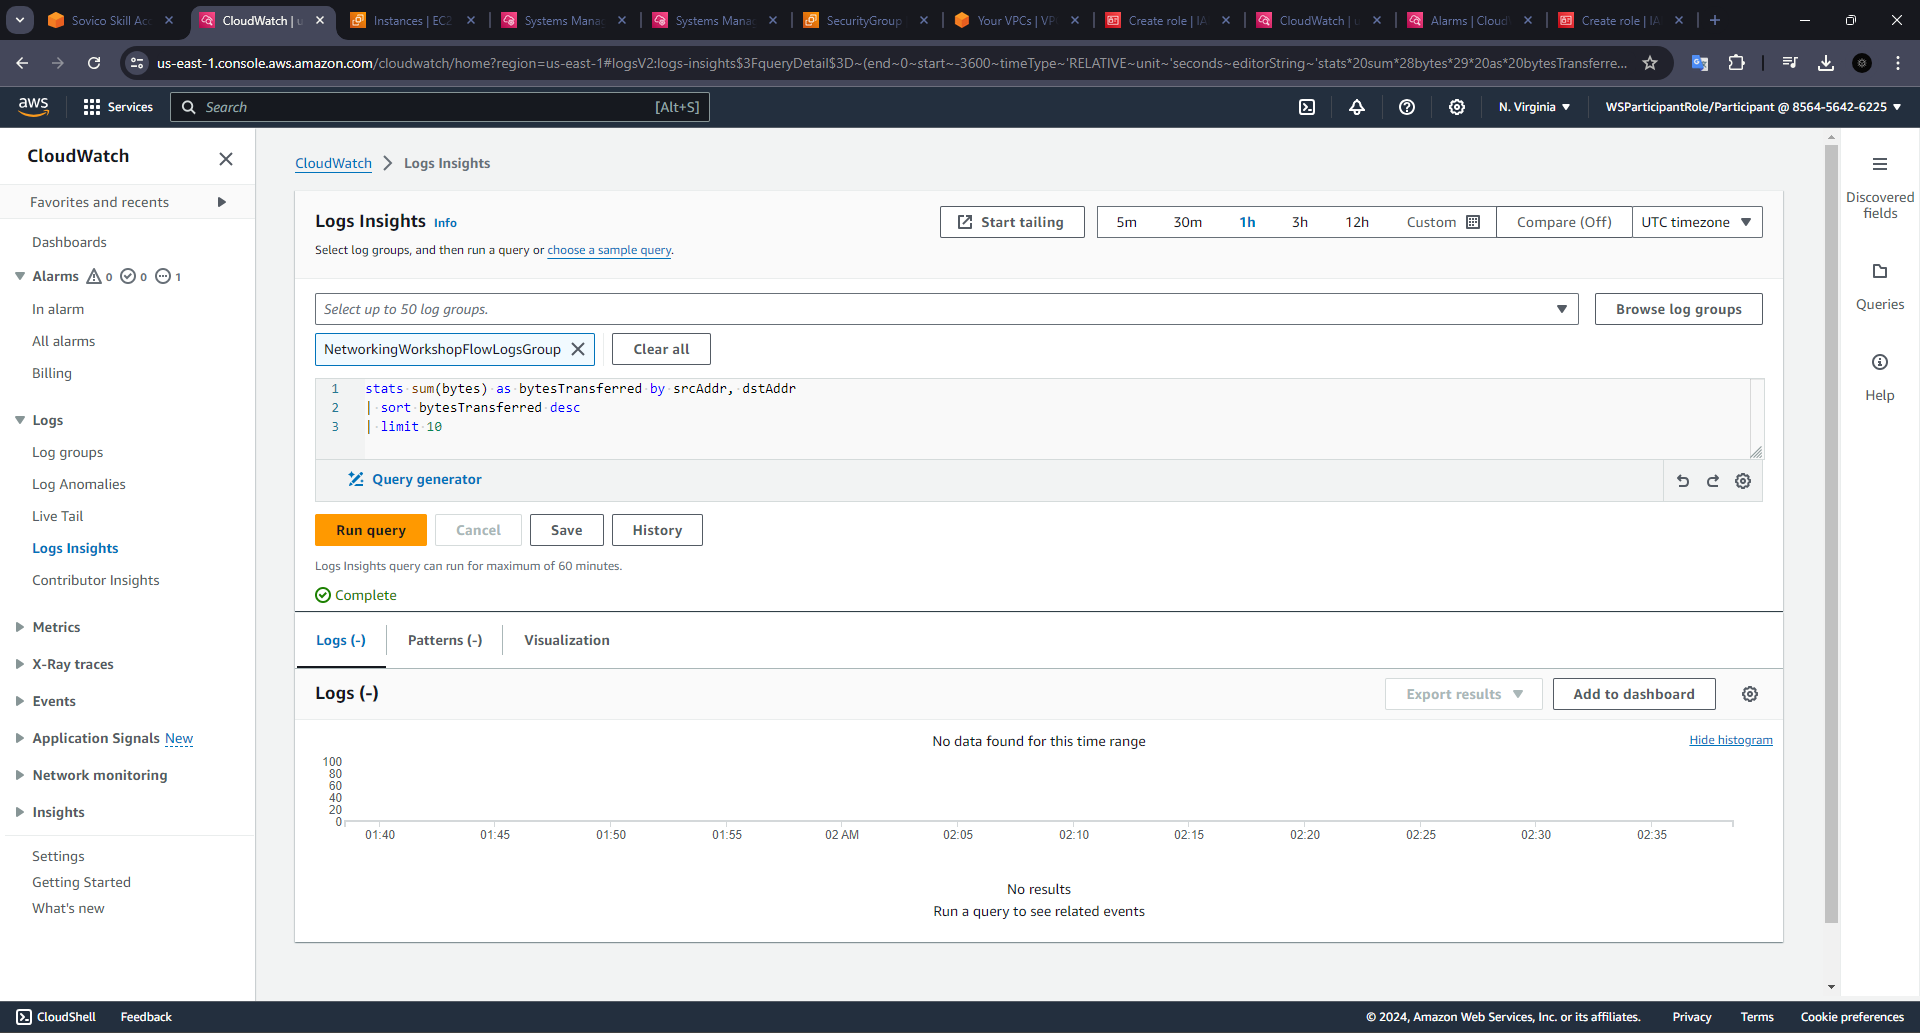 Sovico Skill Acc
CloudWatch | u
Instances | EC2
Systems Mana
Systems Mana
SecurityGroup
Your VPCs | VP
Create role | IA
CloudWatch | u
Alarms | Cloud
Create role | IA
us-east-1.console.aws.amazon.com/cloudwatch/home?region=us-east-1#logsV2:logs-insights$3FqueryDetail$3D~(end~0~start~-3600~timeType~'RELATIVE~unit~'seconds~editorString~'stats*20sum*28bytes*29*20as*20bytesTransferre...
aws
Services
Search
[Alt+S]
N. Virginia
WSParticipantRole/Participant @ 8564-5642-6225
CloudWatch
Favorites and recents
Dashboards
Alarms 0 0 1
In alarm
All alarms
Billing
Logs
Log groups
Log Anomalies
Live Tail
Logs Insights
Contributor Insights
Metrics
X-Ray traces
Events
Application Signals New
Network monitoring
Insights
Settings
Getting Started
What's new
CloudWatch > Logs Insights
Logs Insights Info
Select log groups, and then run a query or choose a sample query.
Start tailing
5m 30m 1h 3h 12h Custom
Compare (Off)
UTC timezone
Select up to 50 log groups.
Browse log groups
NetworkingWorkshopFlowLogsGroup
Clear all
1 stats sum(bytes) as bytesTransferred by srcAddr, dstAddr
2 | sort bytesTransferred desc
3 | limit 10
Query generator
Run query
Cancel
Save
History
Logs Insights query can run for maximum of 60 minutes.
Complete
Logs (-)
Patterns (-)
Visualization
Logs (-)
Export results
Add to dashboard
No data found for this time range
Hide histogram
100
80
60
40
20
0
01:40 01:45 01:50 01:55 02 AM 02:05 02:10 02:15 02:20 02:25 02:30 02:35
No results
Run a query to see related events
Discovered
fields
Queries
Help
CloudShell
Feedback
© 2024, Amazon Web Services, Inc. or its affiliates.
Privacy
Terms
Cookie preferences